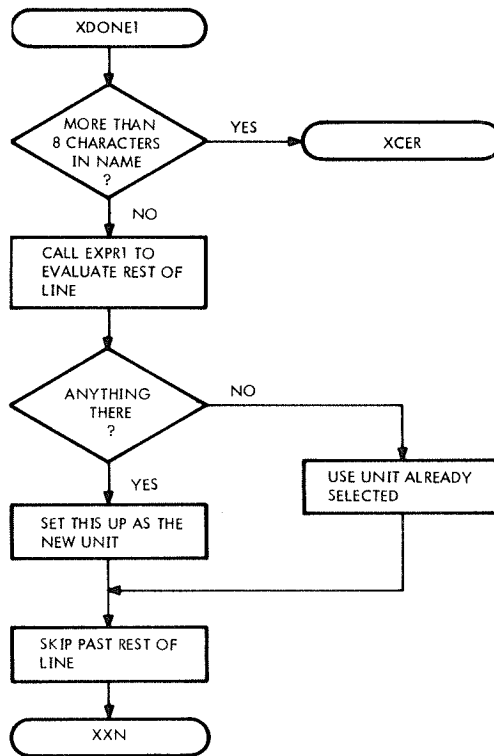 XDONE1
MORE THAN
8 CHARACTERS
IN NAME
?
YES
XCER
NO
CALL EXPR1 TO
EVALUATE REST OF
LINE
ANYTHING
THERE
?
NO
YES
USE UNIT ALREADY
SELECTED
SET THIS UP AS THE
NEW UNIT
SKIP PAST REST OF
LINE
XXN